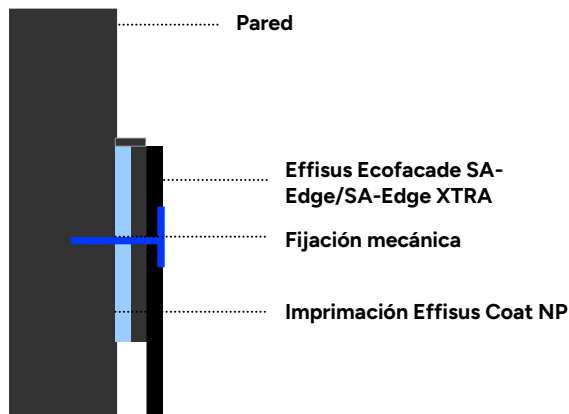 Pared
Effisus Ecofacade SA-
Edge/SA-Edge XTRA
Fijación mecánica
Imprimación Effisus Coat NP